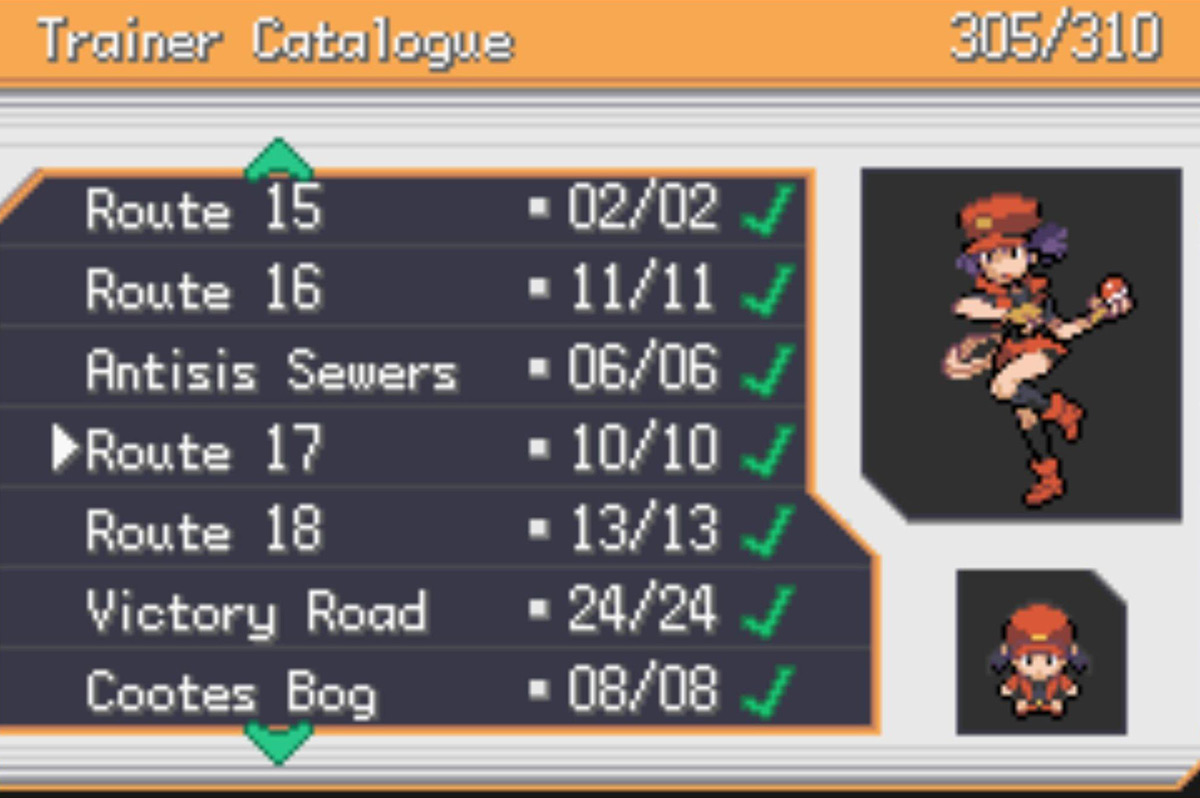 Trainer Catalogue 305/310
Route 15 ▪ 02/02
Route 16 ▪ 11/11
Antisis Sewers ▪ 06/06
Route 17 ▪ 10/10
Route 18 ▪ 13/13
Victory Road ▪ 24/24
Cootes Bog ▪ 08/08